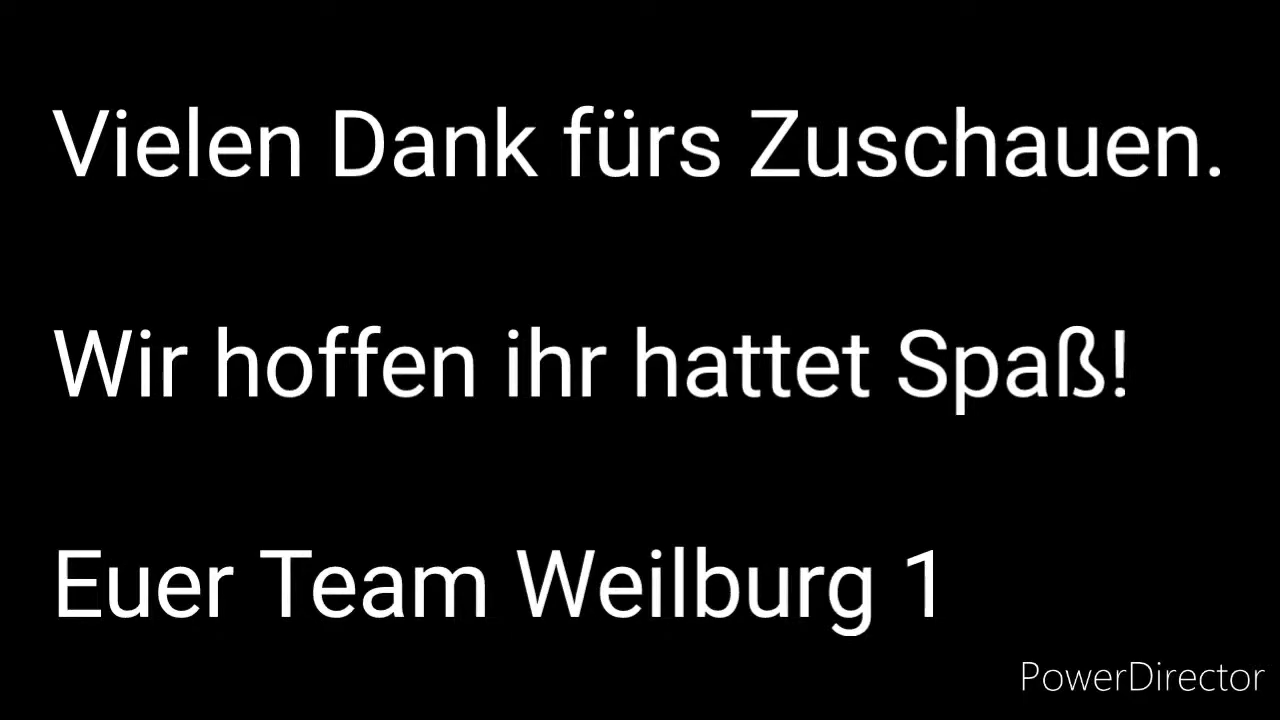 Vielen Dank fürs Zuschauen.
Wir hoffen ihr hattet Spaß!
Euer Team Weilburg 1
PowerDirector